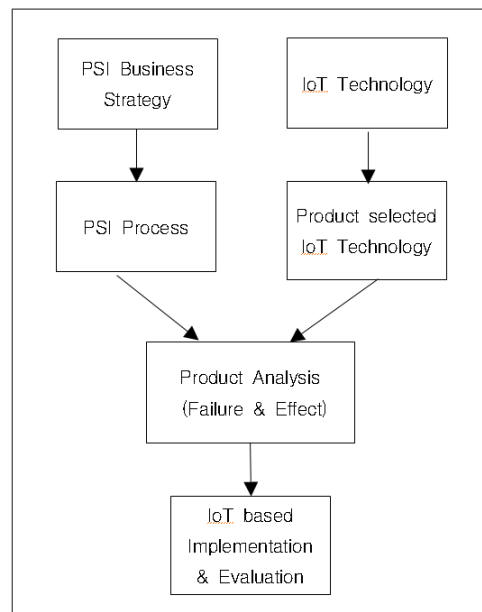 PSI Business
Strategy
IoT Technology
PSI Process
Product selected
IoT Technology
Product Analysis
(Failure & Effect)
IoT based
Implementation
& Evaluation